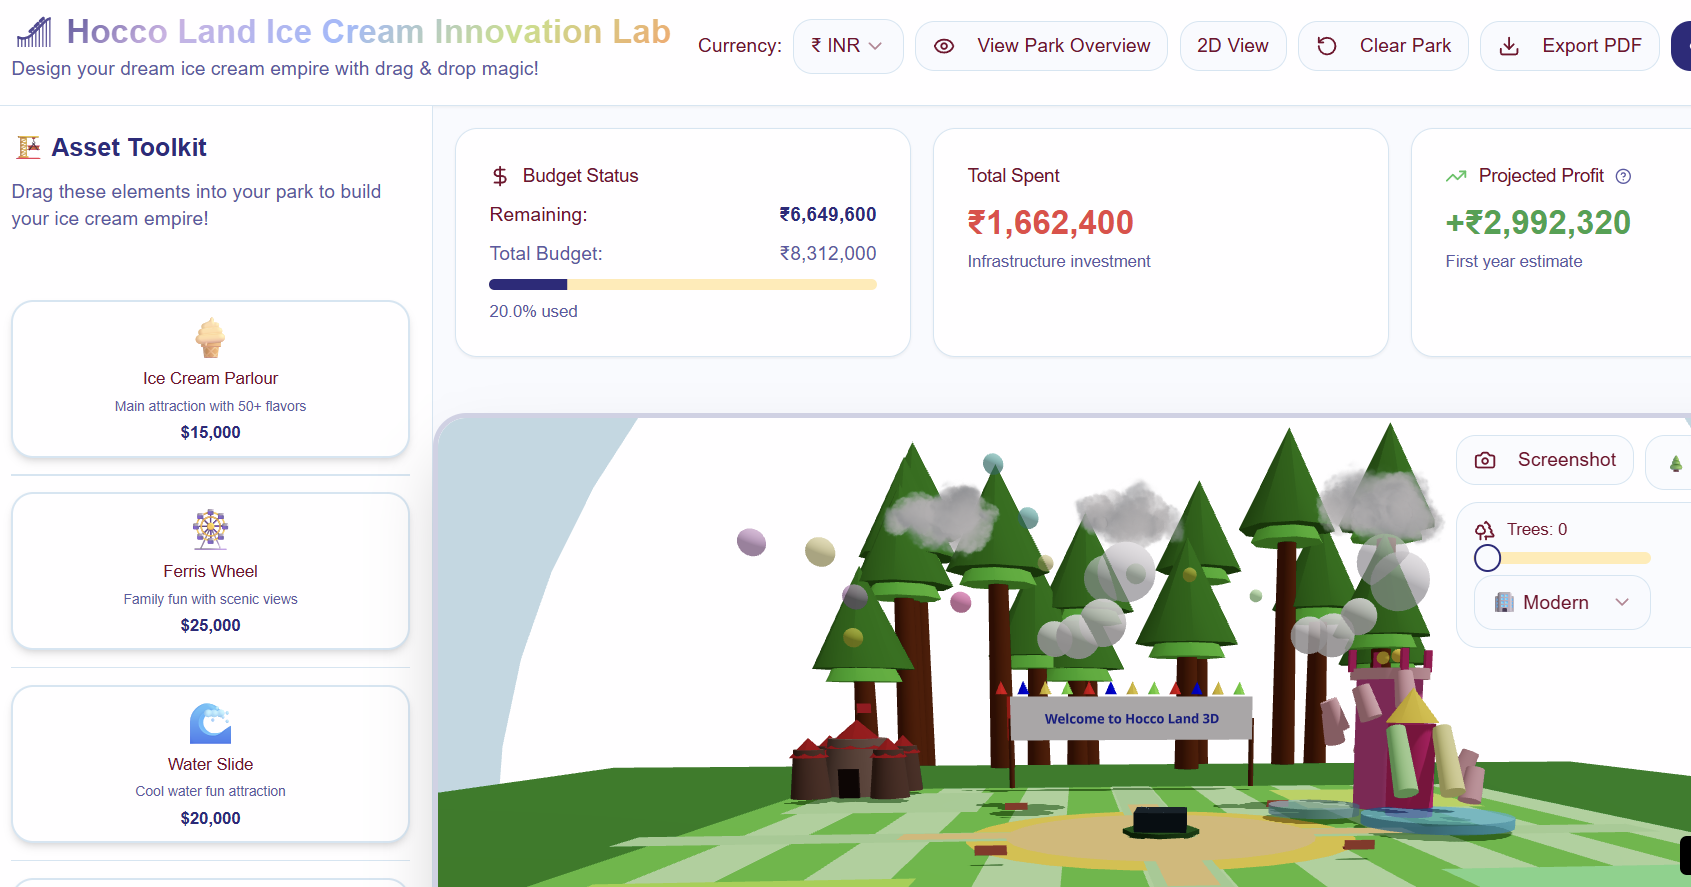 Hocco Land Ice Cream Innovation Lab
Design your dream ice cream empire with drag & drop magic!
Currency:
₹ INR
View Park Overview
2D View
Clear Park
Export PDF
Asset Toolkit
Drag these elements into your park to build
your ice cream empire!
Ice Cream Parlour
Main attraction with 50+ flavors
$15,000
Ferris Wheel
Family fun with scenic views
$25,000
Water Slide
Cool water fun attraction
$20,000
Budget Status
Remaining: ₹6,649,600
Total Budget: ₹8,312,000
20.0% used
Total Spent
₹1,662,400
Infrastructure investment
Projected Profit
+₹2,992,320
First year estimate
Screenshot
Trees: 0
Modern
Welcome to Hocco Land 3D